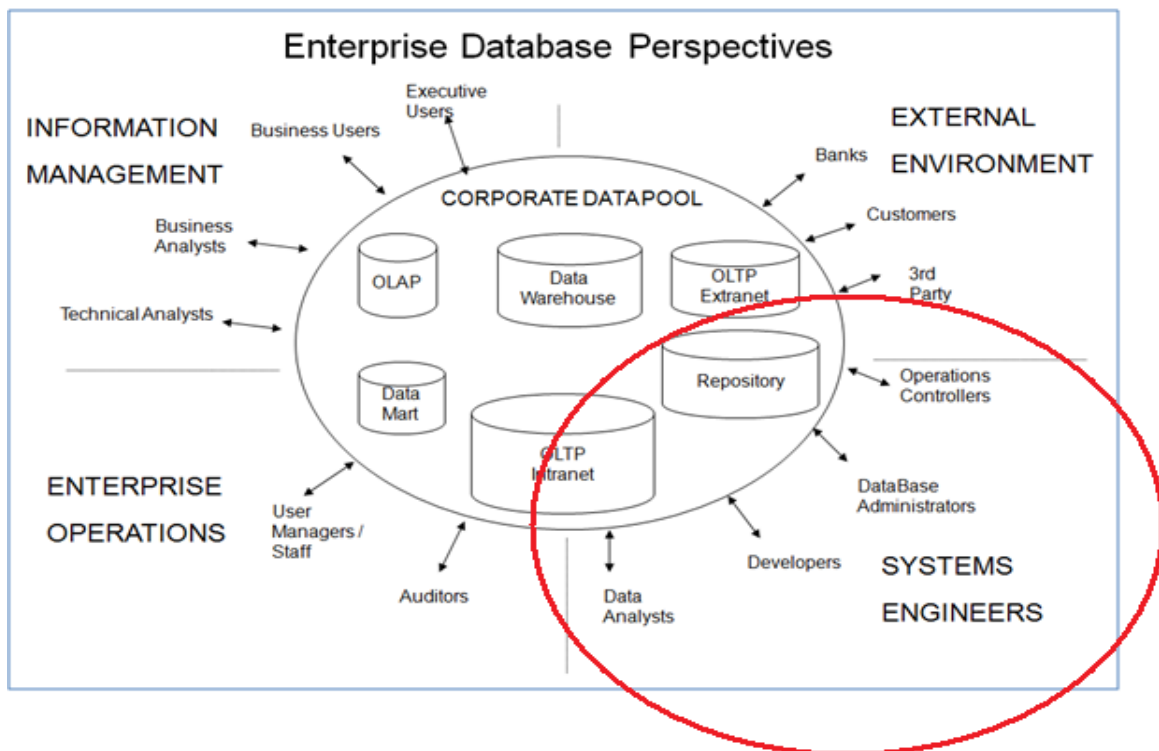 Enterprise Database Perspectives
Executive
Users
Business Users
INFORMATION
MANAGEMENT
EXTERNAL
ENVIRONMENT
Banks
CORPORATE DATAPOOL
Customers
Business
Analysts
OLAP
Data
Warehouse
OLTP
Extranet
3rd
Party
Technical Analysts
Repository
Operations
Controllers
Data
Mart
OLTP
Intranet
ENTERPRISE
OPERATIONS
User
Managers /
Staff
DataBase
Administrators
Auditors
Data
Analysts
Developers
SYSTEMS
ENGINEERS